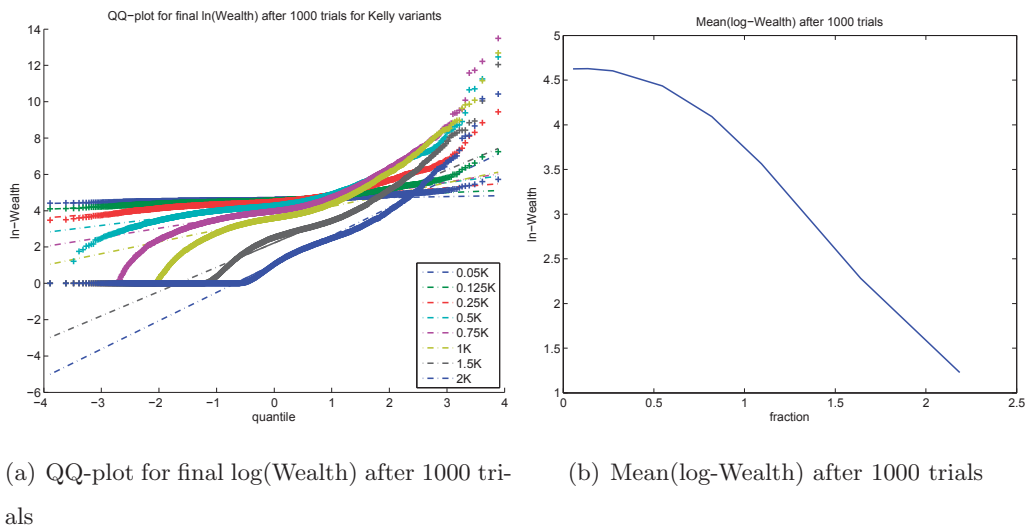 QQ−plot for final ln(Wealth) after 1000 trials for Kelly variants
14
12
10
8
6
4
2
0
−2
−4
−6
ln−Wealth
−4 −3 −2 −1 0 1 2 3 4
quantile
0.05K
0.125K
0.25K
0.5K
0.75K
1K
1.5K
2K
Mean(log−Wealth) after 1000 trials
5
4.5
4
3.5
3
2.5
2
1.5
1
ln−Wealth
0 0.5 1 1.5 2 2.5
fraction
(a) QQ-plot for final log(Wealth) after 1000 tri-
als
(b) Mean(log-Wealth) after 1000 trials